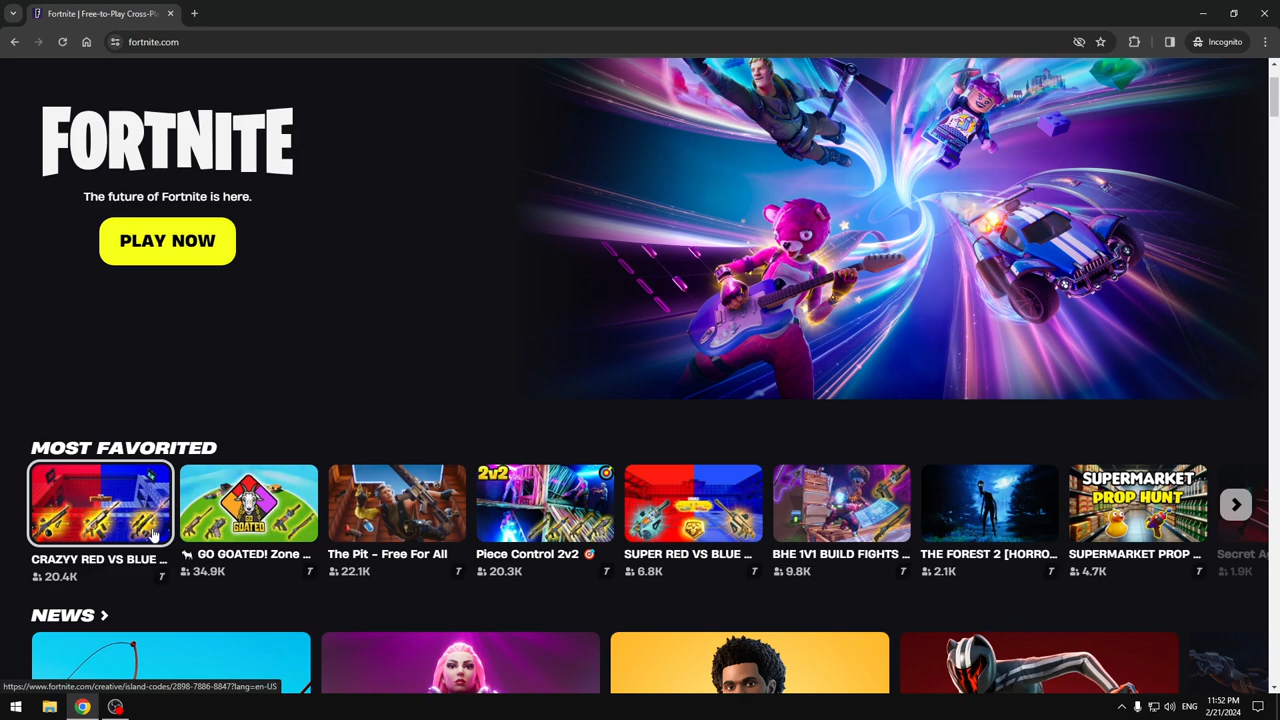 Fortnite | Free-to-Play Cross-Pl
fortnite.com
Incognito
FORTNITE
The future of Fortnite is here.
PLAY NOW
MOST FAVORITED
2v2
GO GOATED
SUPERMARKET
PROP HUNT
CRAZYY RED VS BLUE ...
GO GOATED! Zone ...
The Pit - Free For All
Piece Control 2v2
SUPER RED VS BLUE ...
BHE 1V1 BUILD FIGHTS ...
THE FOREST 2 [HORRO...
SUPERMARKET PROP ...
Secret A
20.4K T
34.9K T
22.1K T
20.3K T
6.8K T
9.8K T
2.1K T
4.7K T
1.9K
NEWS >
https://www.fortnite.com/creative/island-codes/2898-7886-8847?lang=en-US
ENG
11:52 PM
2/21/2024